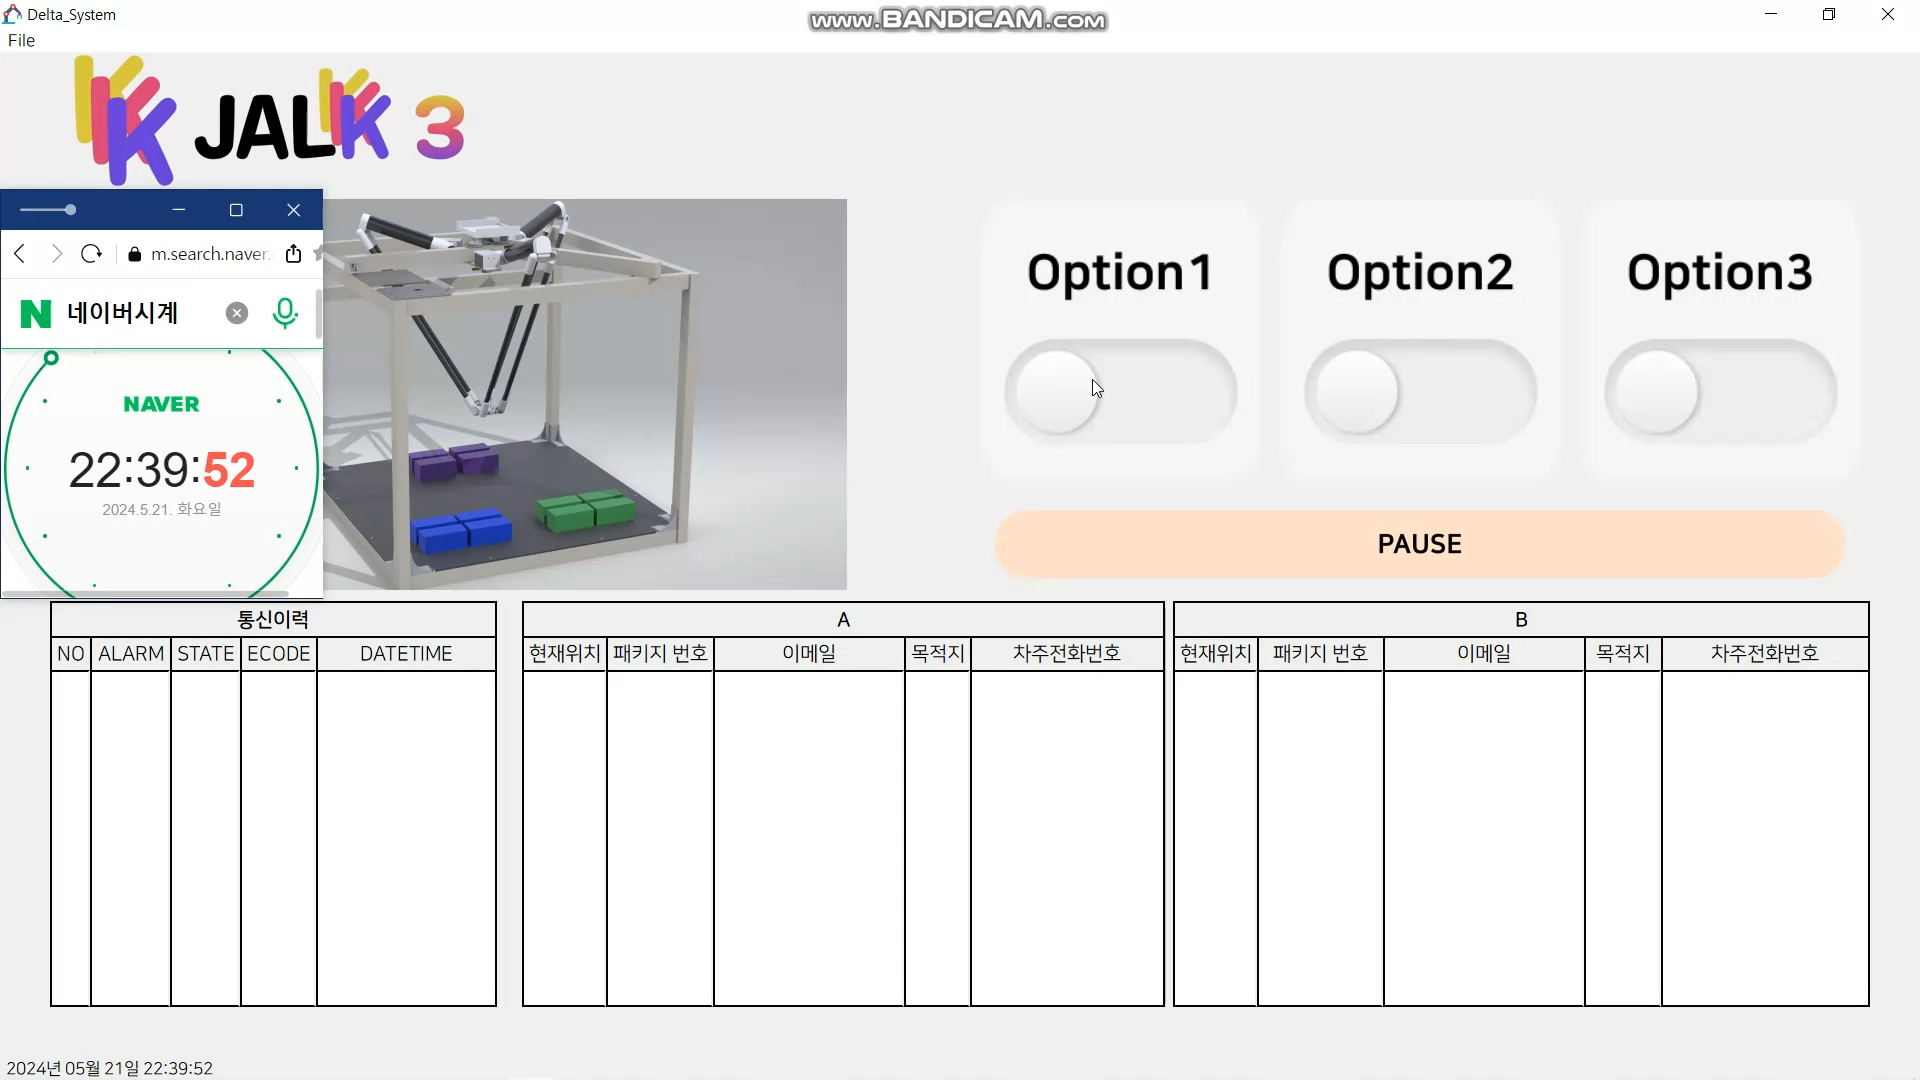 Delta_System
www.BANDICAM.com
File
K JALKK 3
m.search.naver.
N 네이버시계
NAVER
22:39:52
2024.5.21. 화요일
Option1
Option2
Option3
PAUSE
통신이력
NO ALARM STATE ECODE DATETIME
A
현재위치 패키지 번호 이메일 목적지 차주전화번호
B
현재위치 패키지 번호 이메일 목적지 차주전화번호
2024년 05월 21일 22:39:52